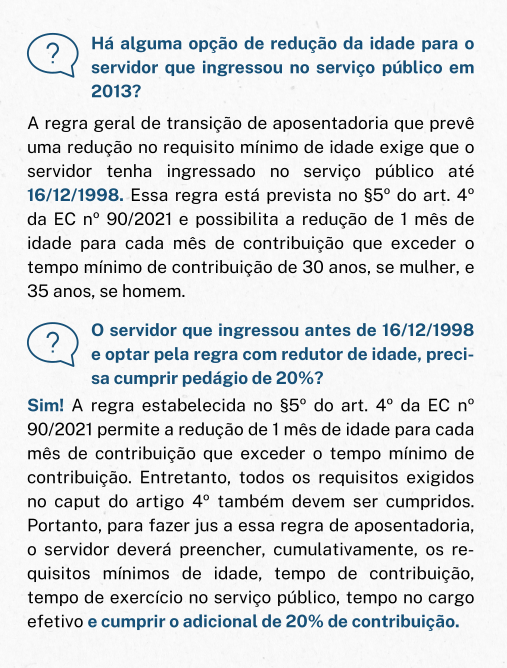 ?
Há alguma opção de redução da idade para o
servidor que ingressou no serviço público em
2013?
A regra geral de transição de aposentadoria que prevê
uma redução no requisito mínimo de idade exige que o
servidor tenha ingressado no serviço público até
16/12/1998. Essa regra está prevista no §5º do art. 4º
da EC nº 90/2021 e possibilita a redução de 1 mês de
idade para cada mês de contribuição que exceder o
tempo mínimo de contribuição de 30 anos, se mulher, e
35 anos, se homem.
?
O servidor que ingressou antes de 16/12/1998
e optar pela regra com redutor de idade, preci-
sa cumprir pedágio de 20%?
Sim! A regra estabelecida no §5º do art. 4º da EC nº
90/2021 permite a redução de 1 mês de idade para cada
mês de contribuição que exceder o tempo mínimo de
contribuição. Entretanto, todos os requisitos exigidos
no caput do artigo 4º também devem ser cumpridos.
Portanto, para fazer jus a essa regra de aposentadoria,
o servidor deverá preencher, cumulativamente, os re-
quisitos mínimos de idade, tempo de contribuição,
tempo de exercício no serviço público, tempo no cargo
efetivo e cumprir o adicional de 20% de contribuição.